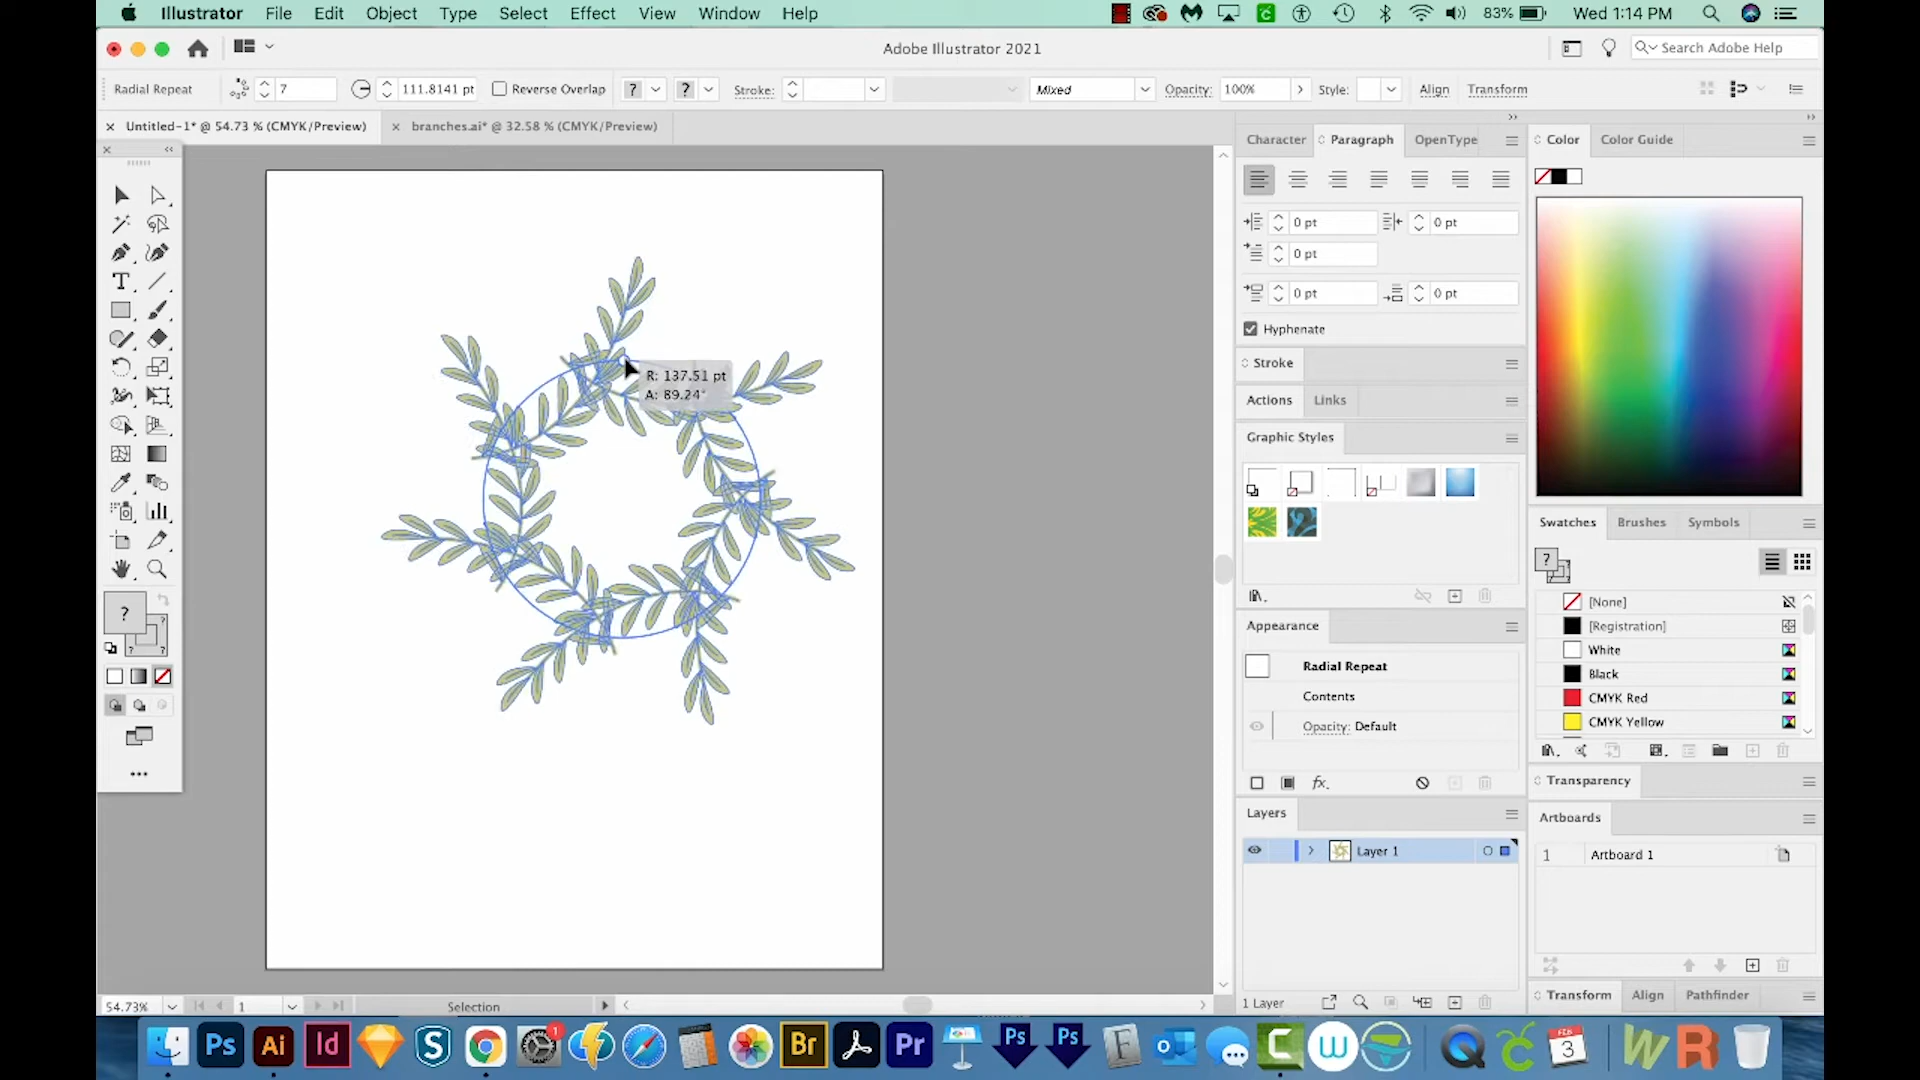 Illustrator File Edit Object Type Select Effect View Window Help 83% Wed 1:14 PM
Adobe Illustrator 2021 Search Adobe Help
Radial Repeat 7 111.8141 pt Reverse Overlap ? ? Stroke: Mixed Opacity: 100% Style: Align Transform
Untitled-1* @ 54.73 % (CMYK/Preview) branches.ai* @ 32.58 % (CMYK/Preview)
Character Paragraph OpenType
0 pt 0 pt
0 pt
0 pt 0 pt
Hyphenate
Stroke
Actions Links
Graphic Styles
Appearance
Radial Repeat
Contents
Opacity: Default
Layers
Layer 1
1 Layer
Color Color Guide
Swatches Brushes Symbols
?
[None]
[Registration]
White
Black
CMYK Red
CMYK Yellow
Transparency
Artboards
1 Artboard 1
Transform Align Pathfinder
R: 137.51 pt
A: 89.24°
T
?
? ? ?
54.73% 1 Selection
Ps Ai Id S 1 Br Pr Ps Ps F C W FEB 3 W R